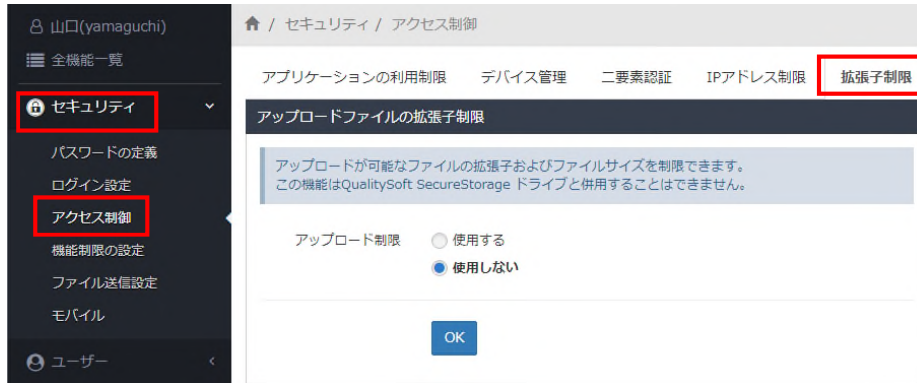 山口(yamaguchi)
全機能一覧
セキュリティ
パスワードの定義
ログイン設定
アクセス制御
機能制限の設定
ファイル送信設定
モバイル
ユーザー
/ セキュリティ / アクセス制御
アプリケーションの利用制限 デバイス管理 二要素認証 IPアドレス制限 拡張子制限
アップロードファイルの拡張子制限
アップロードが可能なファイルの拡張子およびファイルサイズを制限できます。
この機能はQualitySoft SecureStorage ドライブと併用することはできません。
アップロード制限 使用する
使用しない
OK